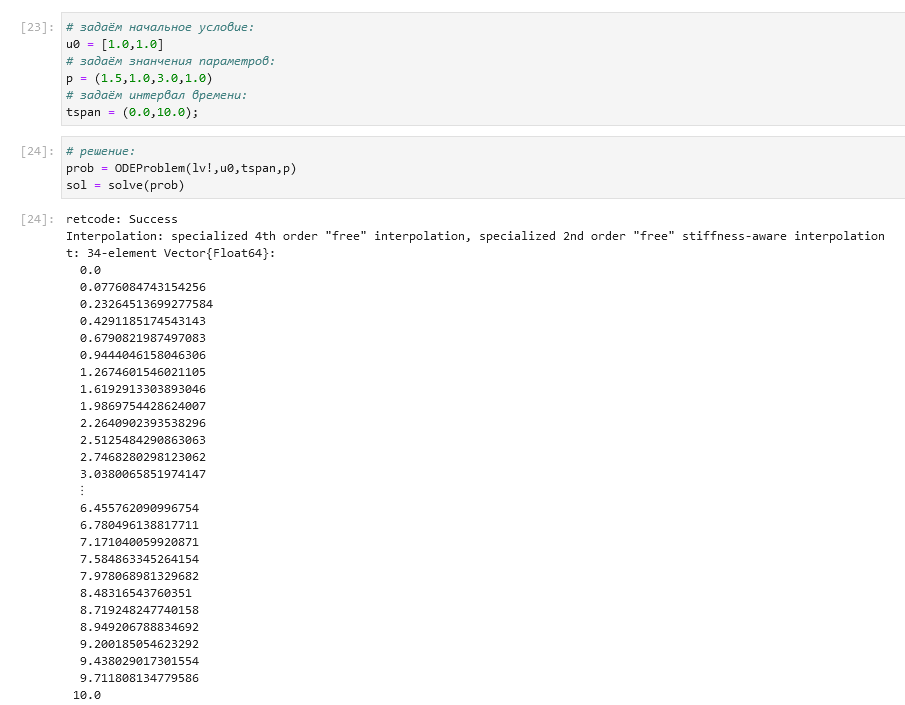 [23]: # задаём начальное условие:
u0 = [1.0,1.0]
# задаём знанчения параметров:
p = (1.5,1.0,3.0,1.0)
# задаём интервал времени:
tspan = (0.0,10.0);
[24]: # решение:
prob = ODEProblem(lv!,u0,tspan,p)
sol = solve(prob)
[24]: retcode: Success
Interpolation: specialized 4th order "free" interpolation, specialized 2nd order "free" stiffness-aware interpolation
t: 34-element Vector{Float64}:
0.0
0.0776084743154256
0.23264513699277584
0.4291185174543143
0.6790821987497083
0.9444046158046306
1.2674601546021105
1.6192913303893046
1.9869754428624007
2.2640902393538296
2.5125484290863063
2.7468280298123062
3.0380065851974147
⋮
6.455762090996754
6.780496138817711
7.171040059920871
7.584863345264154
7.978068981329682
8.48316543760351
8.719248247740158
8.949206788834692
9.200185054623292
9.438029017301554
9.711808134779586
10.0